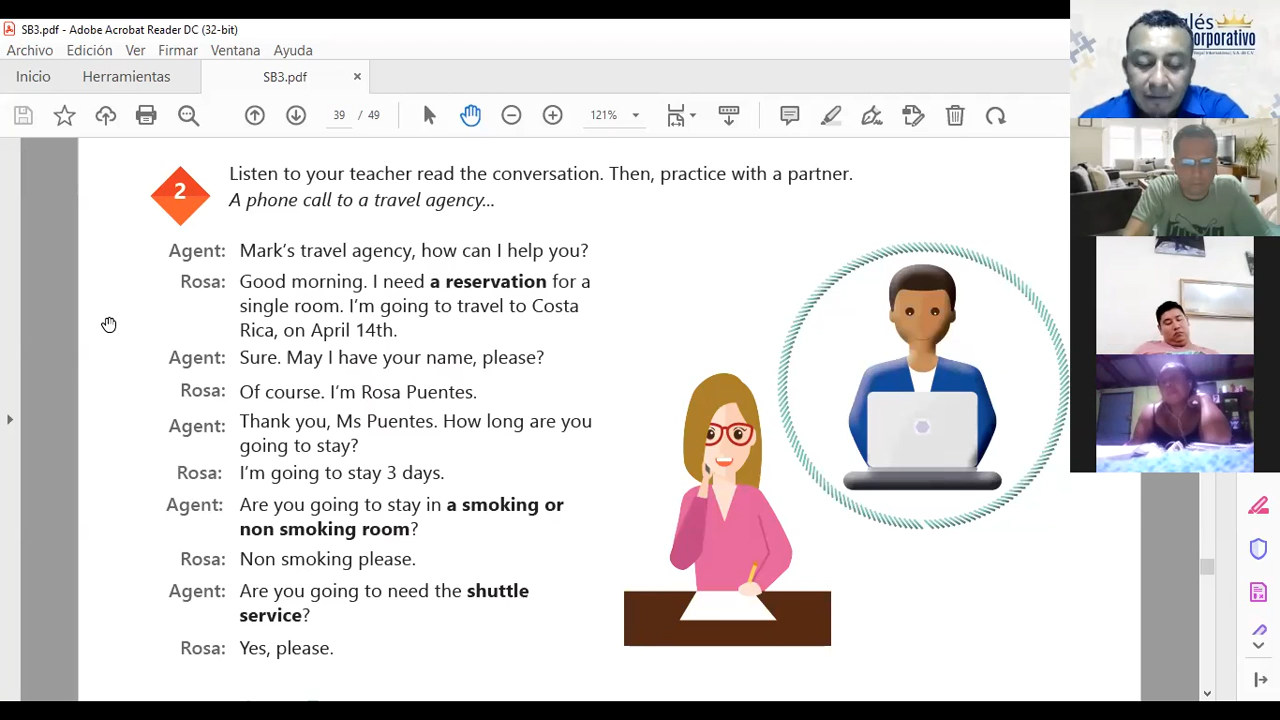 SB3.pdf - Adobe Acrobat Reader DC (32-bit)
Archivo Edición Ver Firmar Ventana Ayuda
Inicio Herramientas SB3.pdf ×
39 / 49 121%
2
Listen to your teacher read the conversation. Then, practice with a partner.
A phone call to a travel agency...
Agent: Mark's travel agency, how can I help you?
Rosa: Good morning. I need a reservation for a
single room. I'm going to travel to Costa
Rica, on April 14th.
Agent: Sure. May I have your name, please?
Rosa: Of course. I'm Rosa Puentes.
Agent: Thank you, Ms Puentes. How long are you
going to stay?
Rosa: I'm going to stay 3 days.
Agent: Are you going to stay in a smoking or
non smoking room?
Rosa: Non smoking please.
Agent: Are you going to need the shuttle
service?
Rosa: Yes, please.
glés
orporativo